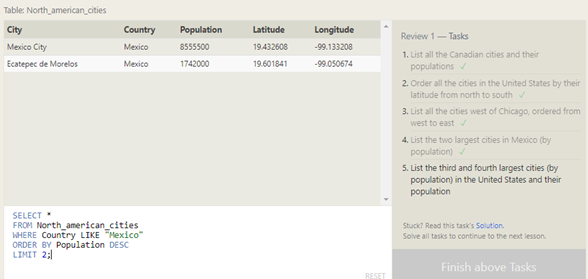 Table: North_american_cities
City Country Population Latitude Longitude
Mexico City Mexico 8555500 19.432608 -99.133208
Ecatepec de Morelos Mexico 1742000 19.601841 -99.050674
SELECT *
FROM North_american_cities
WHERE Country LIKE "Mexico"
ORDER BY Population DESC
LIMIT 2;
RESET
Review 1 — Tasks
1. List all the Canadian cities and their
populations ✓
2. Order all the cities in the United States by their
latitude from north to south ✓
3. List all the cities west of Chicago, ordered from
west to east ✓
4. List the two largest cities in Mexico (by
population) ✓
5. List the third and fourth largest cities (by
population) in the United States and their
population
Stuck? Read this task's Solution.
Solve all tasks to continue to the next lesson.
Finish above Tasks